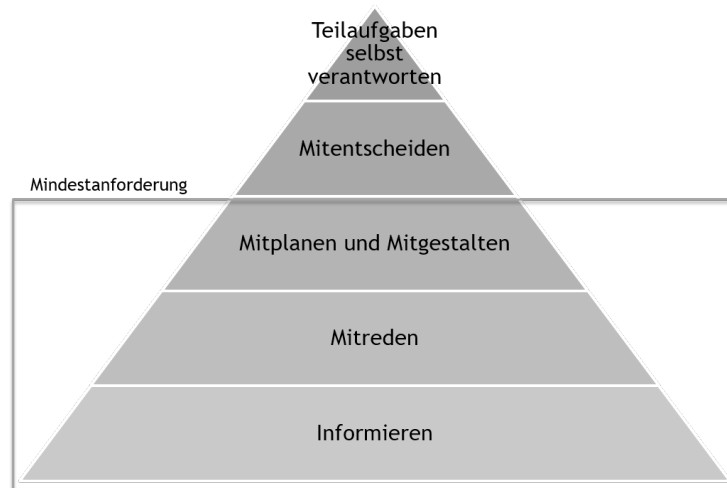 Teilaufgaben
selbst
verantworten
Mitentscheiden
Mindestanforderung
Mitplanen und Mitgestalten
Mitreden
Informieren